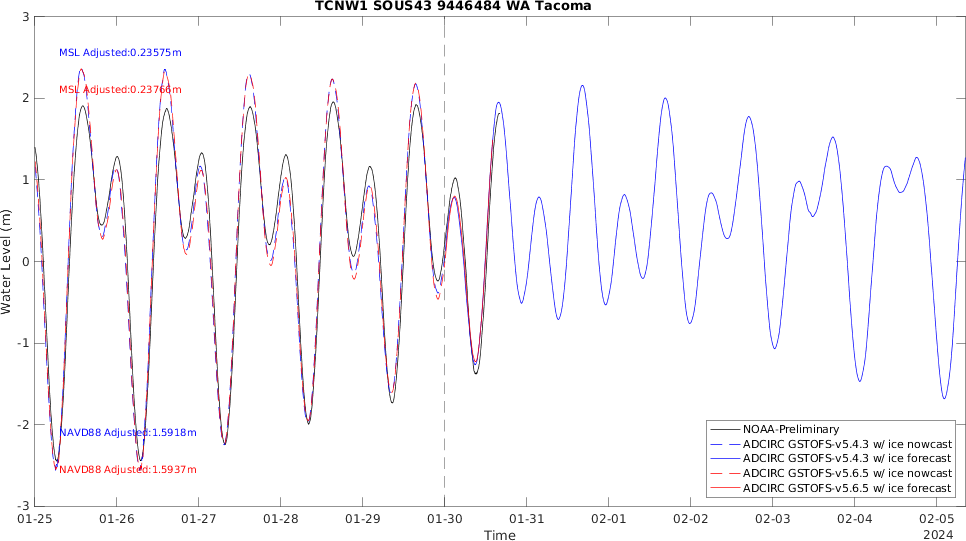 TCNW1 SOUS43 9446484 WA Tacoma
3
2
1
0
-1
-2
-3
Water Level (m)
MSL Adjusted:0.23575m
MSL Adjusted:0.23766m
NAVD88 Adjusted:1.5918m
NAVD88 Adjusted:1.5937m
NOAA-Preliminary
ADCIRC GSTOFS-v5.4.3 w/ ice nowcast
ADCIRC GSTOFS-v5.4.3 w/ ice forecast
ADCIRC GSTOFS-v5.6.5 w/ ice nowcast
ADCIRC GSTOFS-v5.6.5 w/ ice forecast
01-25 01-26 01-27 01-28 01-29 01-30 01-31 02-01 02-02 02-03 02-04 02-05
2024
Time